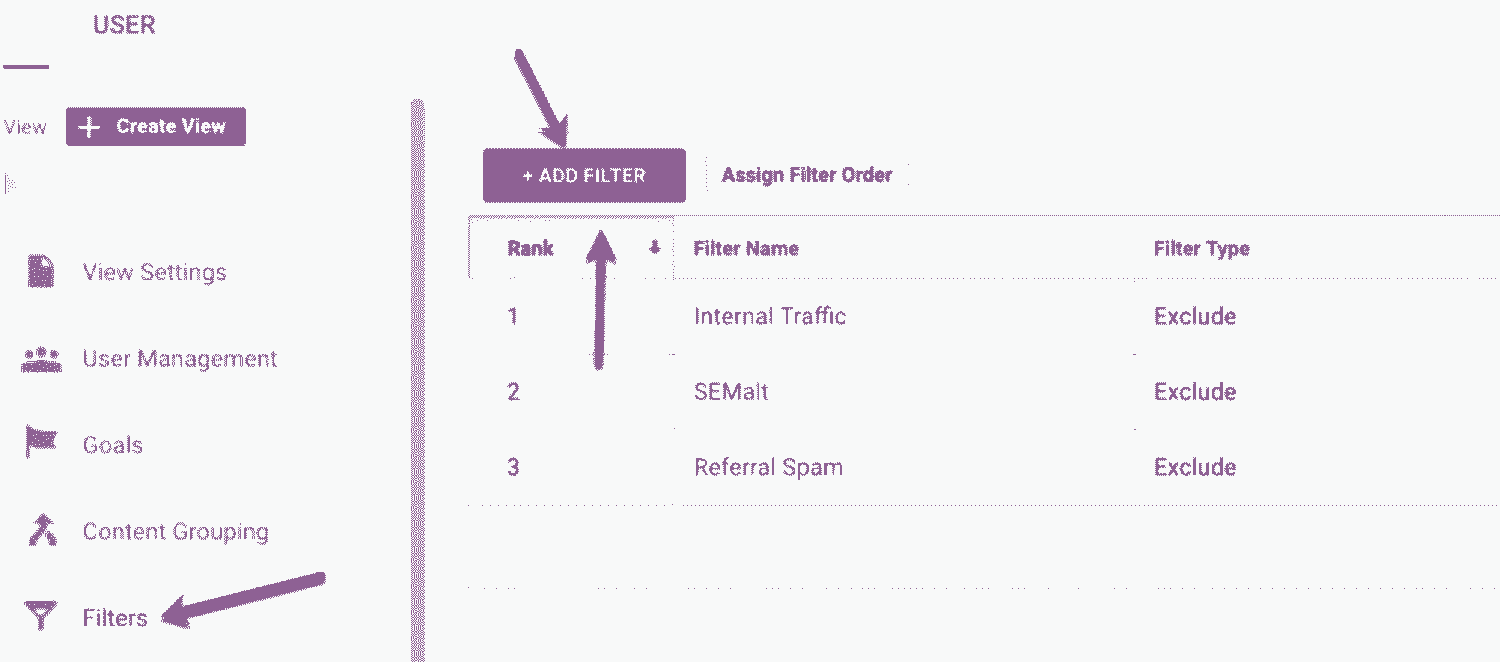 USER
View
+ Create View
View Settings
User Management
Goals
Content Grouping
Filters
+ ADD FILTER
Assign Filter Order
Rank Filter Name Filter Type
1 Internal Traffic Exclude
2 SEMalt Exclude
3 Referral Spam Exclude